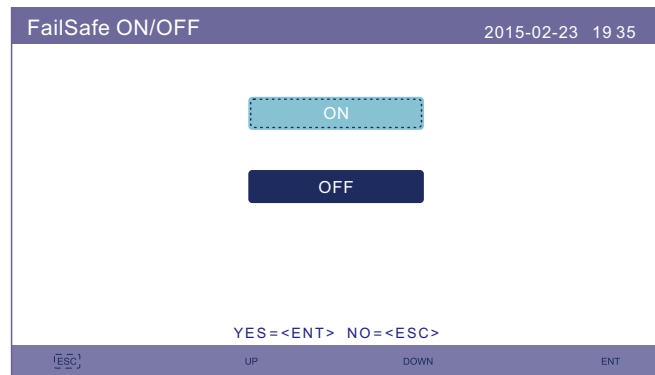 FailSafe ON/OFF 2015-02-23 19 35
ON
OFF
YES=<ENT> NO=<ESC>
ESC UP DOWN ENT